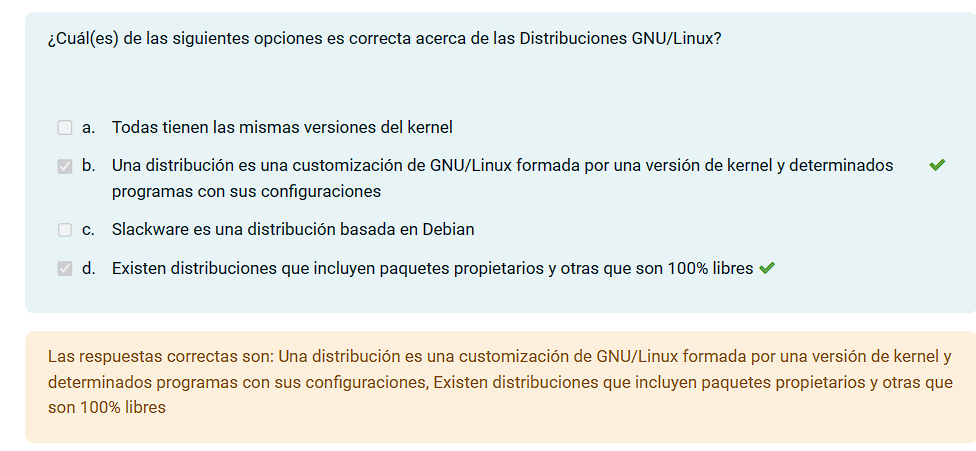 ¿Cuál(es) de las siguientes opciones es correcta acerca de las Distribuciones GNU/Linux?
a. Todas tienen las mismas versiones del kernel
b. Una distribución es una customización de GNU/Linux formada por una versión de kernel y determinados
programas con sus configuraciones
c. Slackware es una distribución basada en Debian
d. Existen distribuciones que incluyen paquetes propietarios y otras que son 100% libres
Las respuestas correctas son: Una distribución es una customización de GNU/Linux formada por una versión de kernel y
determinados programas con sus configuraciones, Existen distribuciones que incluyen paquetes propietarios y otras que
son 100% libres